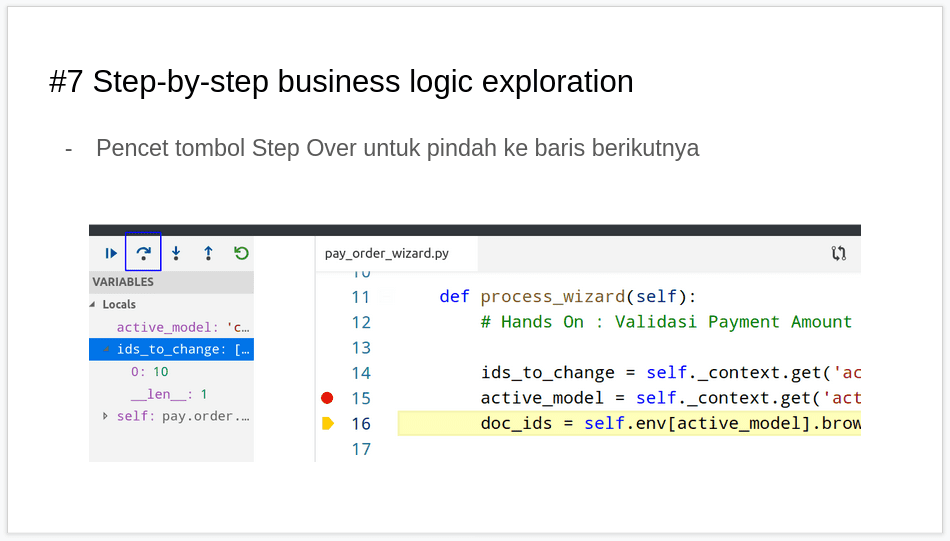 #7 Step-by-step business logic exploration
- Pencet tombol Step Over untuk pindah ke baris berikutnya
VARIABLES
Locals
active_model: 'c…
ids_to_change: […
0: 10
__len__: 1
self: pay.order.…
pay_order_wizard.py
10
11 def process_wizard(self):
12 # Hands On : Validasi Payment Amount
13
14 ids_to_change = self._context.get('ac
15 active_model = self._context.get('act
16 doc_ids = self.env[active_model].brow
17